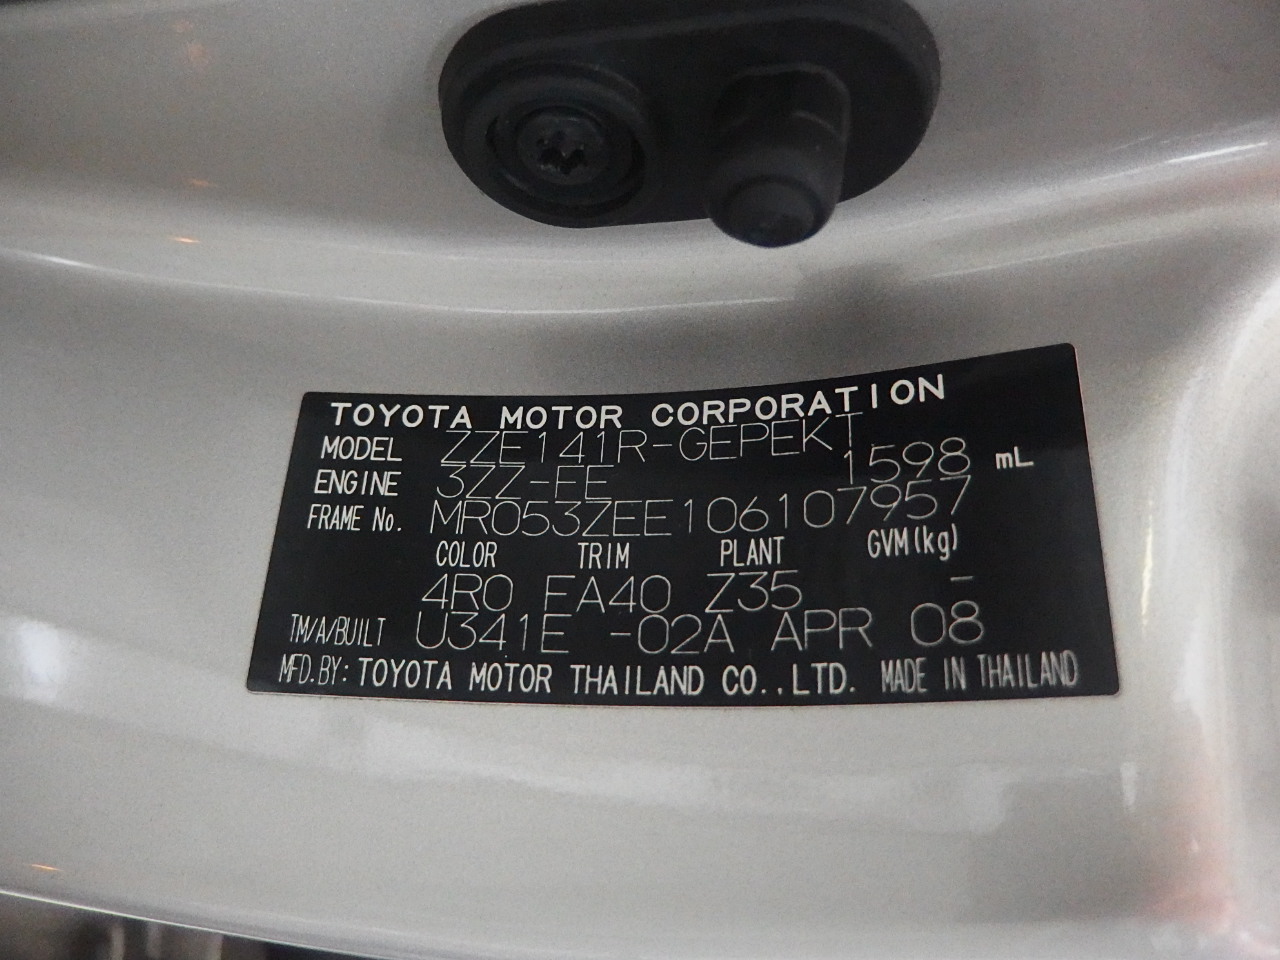 TOYOTA MOTOR CORPORATION
MODEL ZZE141R-GEPEKT
ENGINE 3ZZ-FE 1598 mL
FRAME No. MR053ZEE106107957
COLOR TRIM PLANT GVM(kg)
4R0 FA40 Z35 -
TM/A/BUILT U341E -02A APR 08
MFD.BY: TOYOTA MOTOR THAILAND CO.,LTD. MADE IN THAILAND